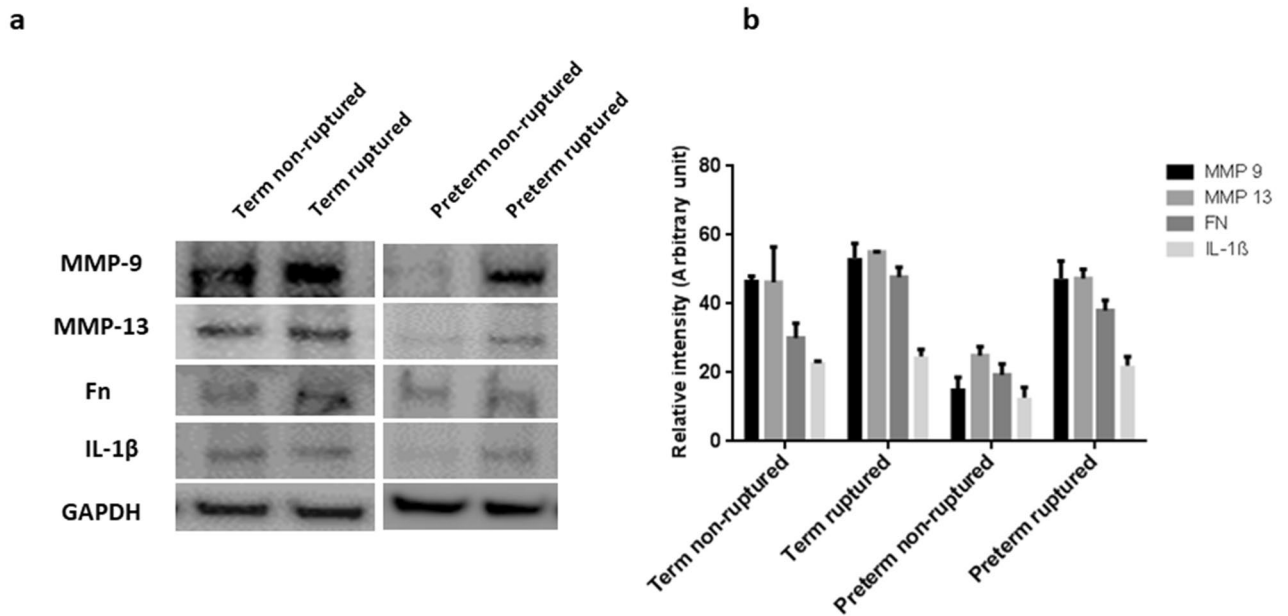 a
Term non-ruptured
Term ruptured
Preterm non-ruptured
Preterm ruptured
MMP-9
MMP-13
Fn
IL-1β
GAPDH
b
Relative intensity (Arbitrary unit)
80
60
40
20
0
Term non-ruptured
Term ruptured
Preterm non-ruptured
Preterm ruptured
MMP 9
MMP 13
FN
IL-1ß